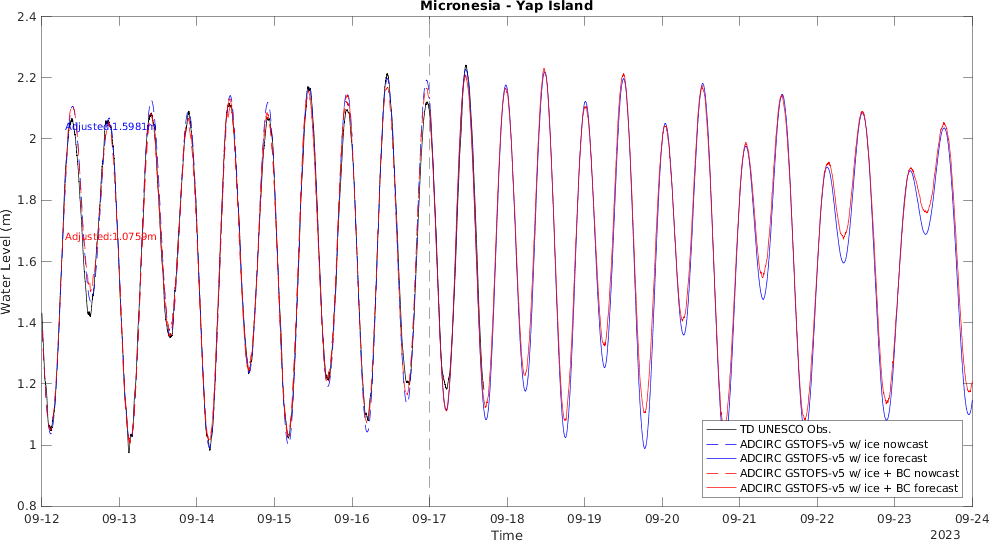 Micronesia - Yap Island
2.4
2.2
2
1.8
1.6
1.4
1.2
1
0.8
Water Level (m)
Adjusted:1.5981m
Adjusted:1.0759m
TD UNESCO Obs.
ADCIRC GSTOFS-v5 w/ ice nowcast
ADCIRC GSTOFS-v5 w/ ice forecast
ADCIRC GSTOFS-v5 w/ ice + BC nowcast
ADCIRC GSTOFS-v5 w/ ice + BC forecast
09-12 09-13 09-14 09-15 09-16 09-17 09-18 09-19 09-20 09-21 09-22 09-23 09-24
Time
2023